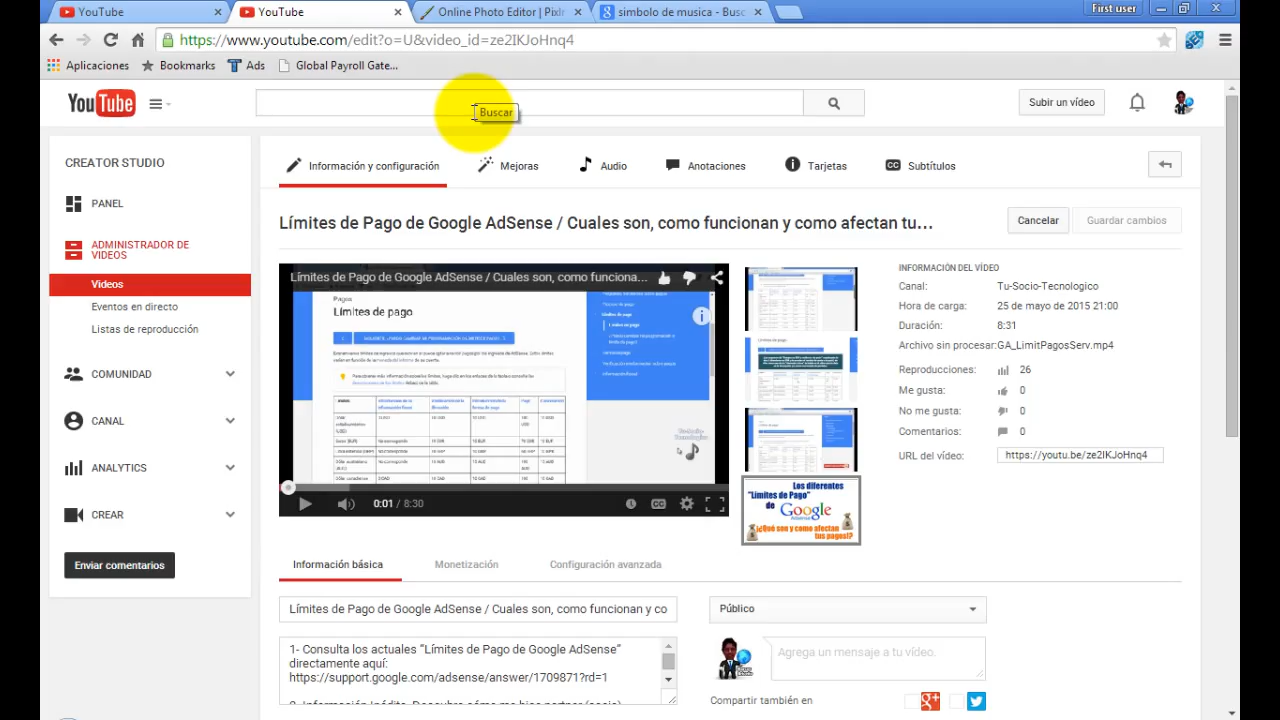 YouTube
YouTube
Online Photo Editor | Pixlr
simbolo de musica - Busc
First user
https://www.youtube.com/edit?o=U&video_id=ze2IKJoHnq4
Aplicaciones
Bookmarks
Ads
Global Payroll Gate...
YouTube
Buscar
Subir un vídeo
CREATOR STUDIO
PANEL
ADMINISTRADOR DE
VIDEOS
Vídeos
Eventos en directo
Listas de reproducción
COMUNIDAD
CANAL
ANALYTICS
CREAR
Enviar comentarios
Información y configuración
Mejoras
Audio
Anotaciones
Tarjetas
CC
Subtítulos
Límites de Pago de Google AdSense / Cuales son, como funcionan y como afectan tu...
Cancelar
Guardar cambios
Límites de Pago de Google AdSense / Cuales son, como funciona...
Pagos
Límites de pago
0:01 / 8:30
CC
Los diferentes
"Limites de Pago"
de Google
Adsense
¿¡Qué son y como afectan
tus pagos!?
INFORMACIÓN DEL VÍDEO
Canal: Tu-Socio-Tecnologico
Hora de carga: 25 de mayo de 2015 21:00
Duración: 8:31
Archivo sin procesar: GA_LimitPagosServ.mp4
Reproducciones: 26
Me gusta: 0
No me gusta: 0
Comentarios: 0
URL del vídeo: https://youtu.be/ze2IKJoHnq4
Información básica
Monetización
Configuración avanzada
Límites de Pago de Google AdSense / Cuales son, como funcionan y co
Público
1- Consulta los actuales "Límites de Pago de Google AdSense"
directamente aquí:
https://support.google.com/adsense/answer/1709871?rd=1
Agrega un mensaje a tu vídeo.
Compartir también en